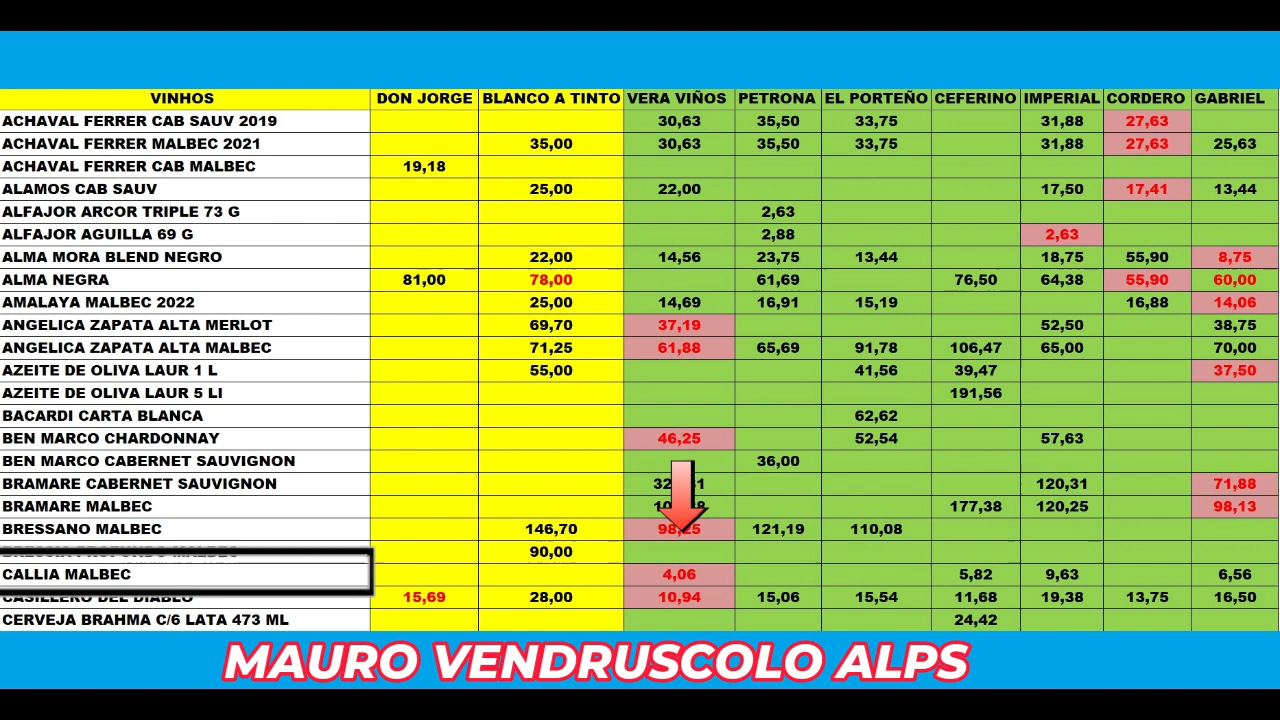 VINHOS DON JORGE BLANCO A TINTO VERA VIÑOS PETRONA EL PORTEÑO CEFERINO IMPERIAL CORDERO GABRIEL
ACHAVAL FERRER CAB SAUV 2019 30,63 35,50 33,75 31,88 27,63
ACHAVAL FERRER MALBEC 2021 35,00 30,63 35,50 33,75 31,88 27,63 25,63
ACHAVAL FERRER CAB MALBEC 19,18
ALAMOS CAB SAUV 25,00 22,00 17,50 17,41 13,44
ALFAJOR ARCOR TRIPLE 73 G 2,63
ALFAJOR AGUILLA 69 G 2,88 2,63
ALMA MORA BLEND NEGRO 22,00 14,56 23,75 13,44 18,75 55,90 8,75
ALMA NEGRA 81,00 78,00 61,69 76,50 64,38 55,90 60,00
AMALAYA MALBEC 2022 25,00 14,69 16,91 15,19 16,88 14,06
ANGELICA ZAPATA ALTA MERLOT 69,70 37,19 52,50 38,75
ANGELICA ZAPATA ALTA MALBEC 71,25 61,88 65,69 91,78 106,47 65,00 70,00
AZEITE DE OLIVA LAUR 1 L 55,00 41,56 39,47 37,50
AZEITE DE OLIVA LAUR 5 LI 191,56
BACARDI CARTA BLANCA 62,62
BEN MARCO CHARDONNAY 46,25 52,54 57,63
BEN MARCO CABERNET SAUVIGNON 36,00
BRAMARE CABERNET SAUVIGNON 120,31 71,88
BRAMARE MALBEC 177,38 120,25 98,13
BRESSANO MALBEC 146,70 98,25 121,19 110,08
90,00
CALLIA MALBEC 4,06 5,82 9,63 6,56
CASILLERO DEL DIABLO 15,69 28,00 10,94 15,06 15,54 11,68 19,38 13,75 16,50
CERVEJA BRAHMA C/6 LATA 473 ML 24,42
MAURO VENDRUSCOLO ALPS